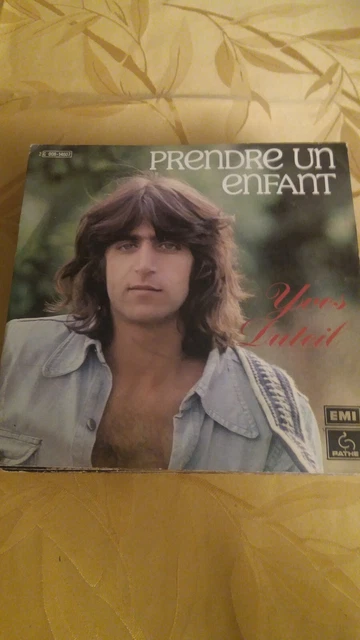 PRENDRE UN
ENFANT
Yves
Duteil
EMI
PATHE